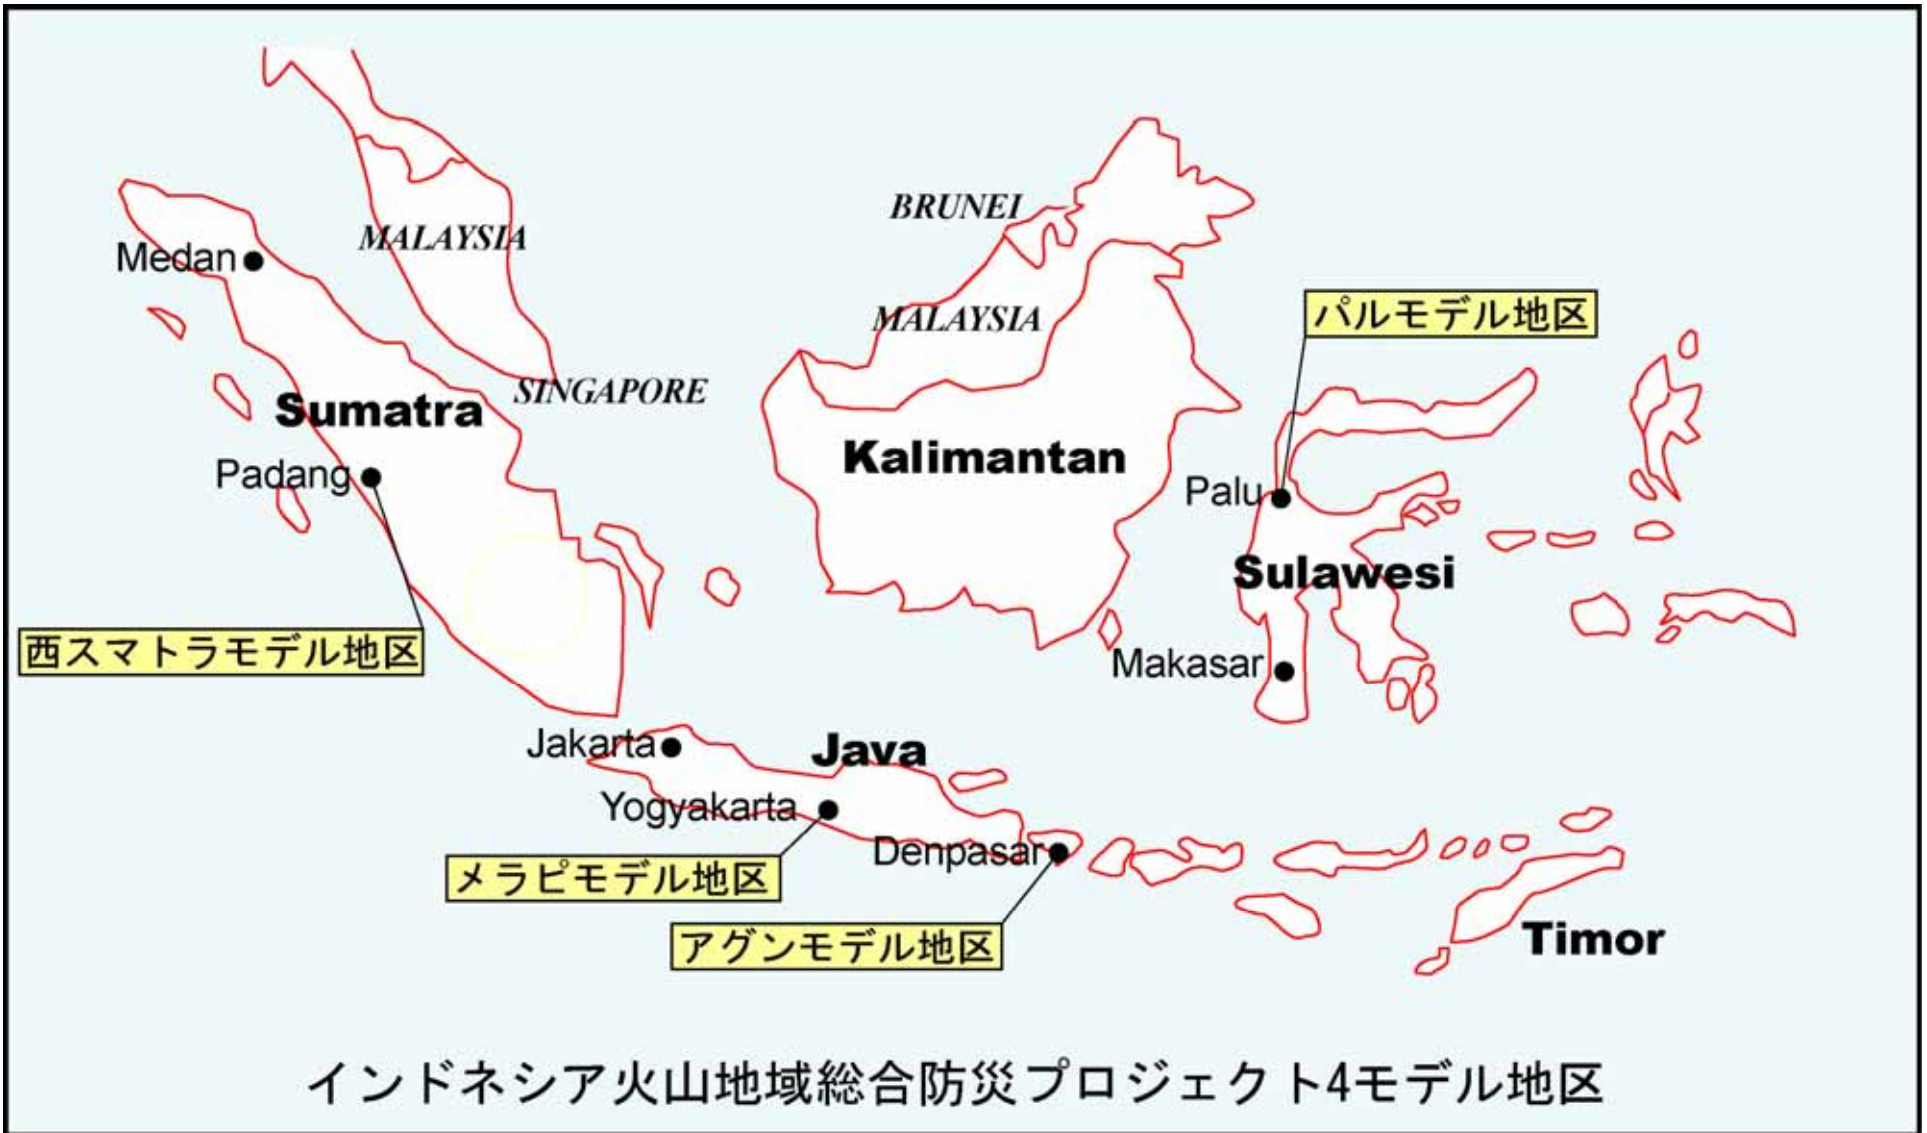 BRUNEI
MALAYSIA
Medan
MALAYSIA
パルモデル地区
SINGAPORE
Sumatra
Kalimantan
Padang
Palu
Sulawesi
西スマトラモデル地区
Makasar
Jakarta
Java
Yogyakarta
Denpasar
メラピモデル地区
アグンモデル地区
Timor
インドネシア火山地域総合防災プロジェクト4モデル地区